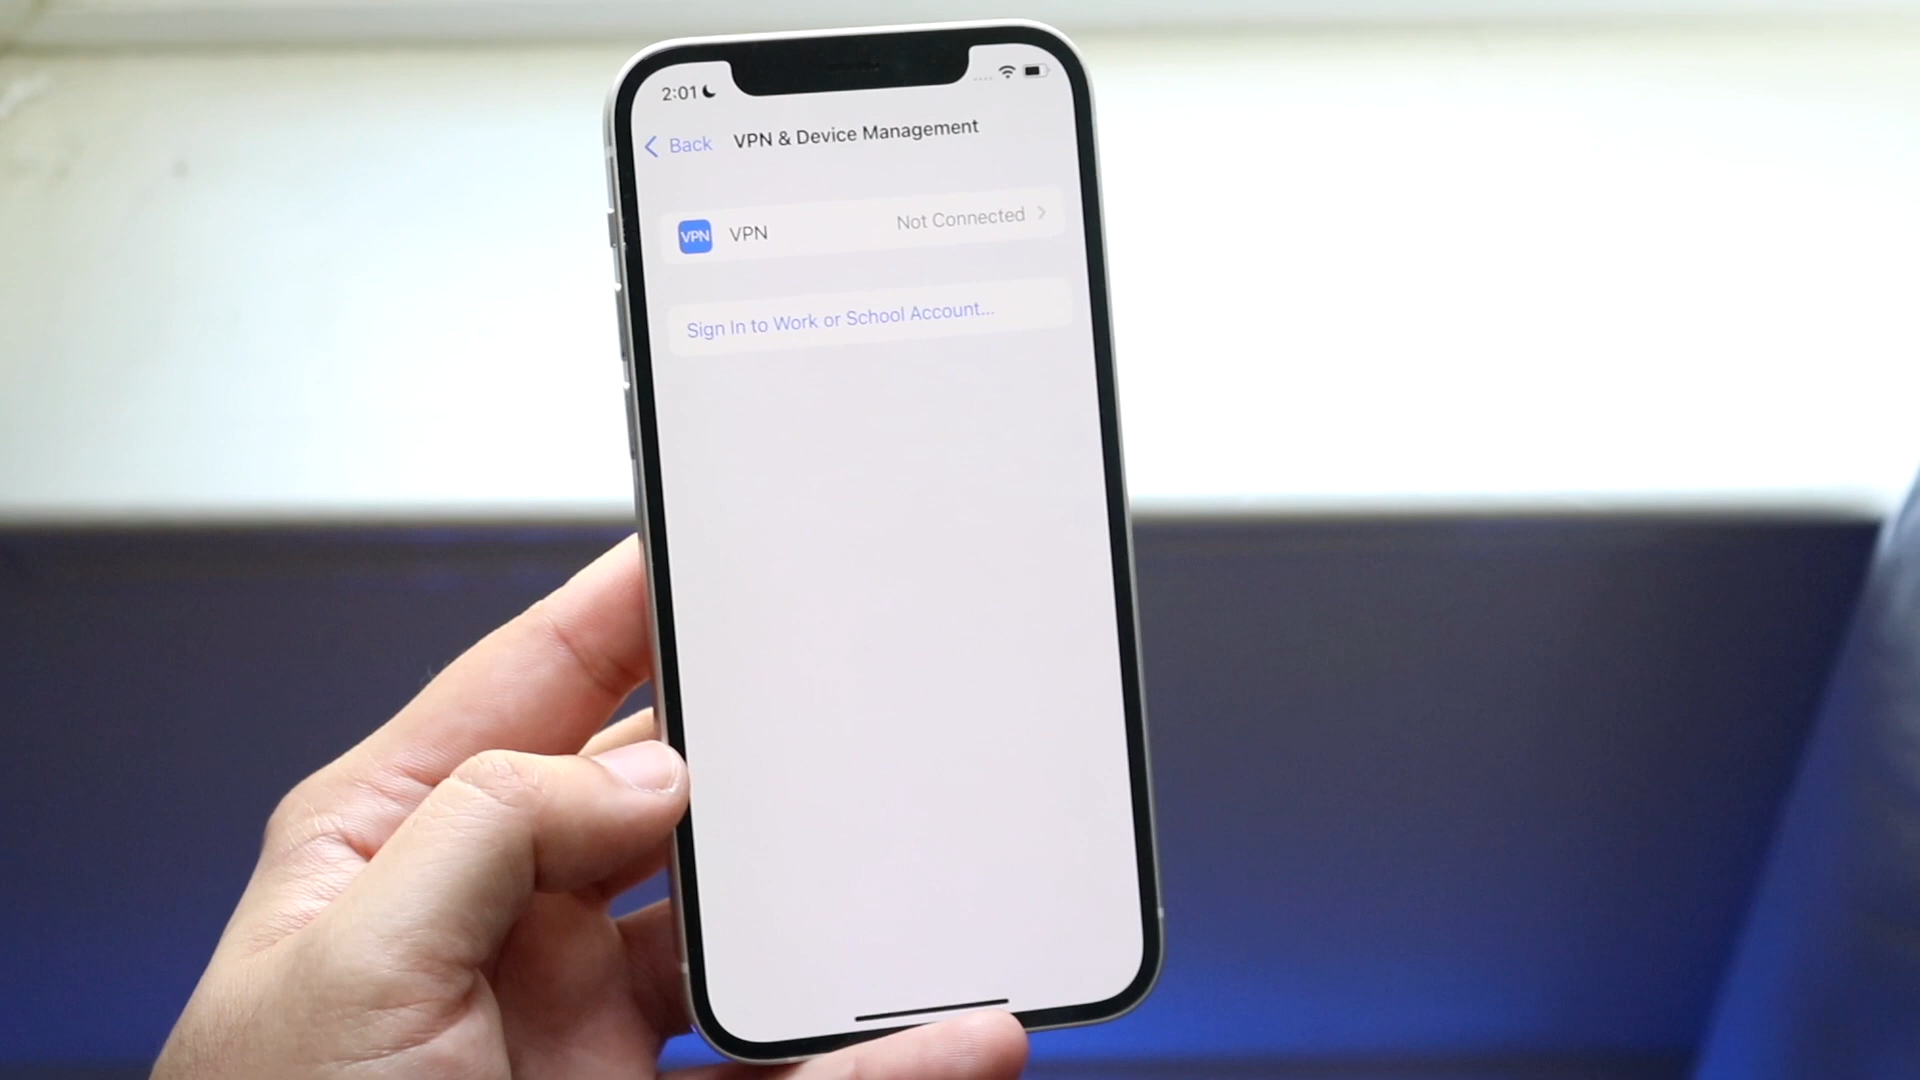 2:01
Back VPN & Device Management
VPN VPN Not Connected
Sign In to Work or School Account...